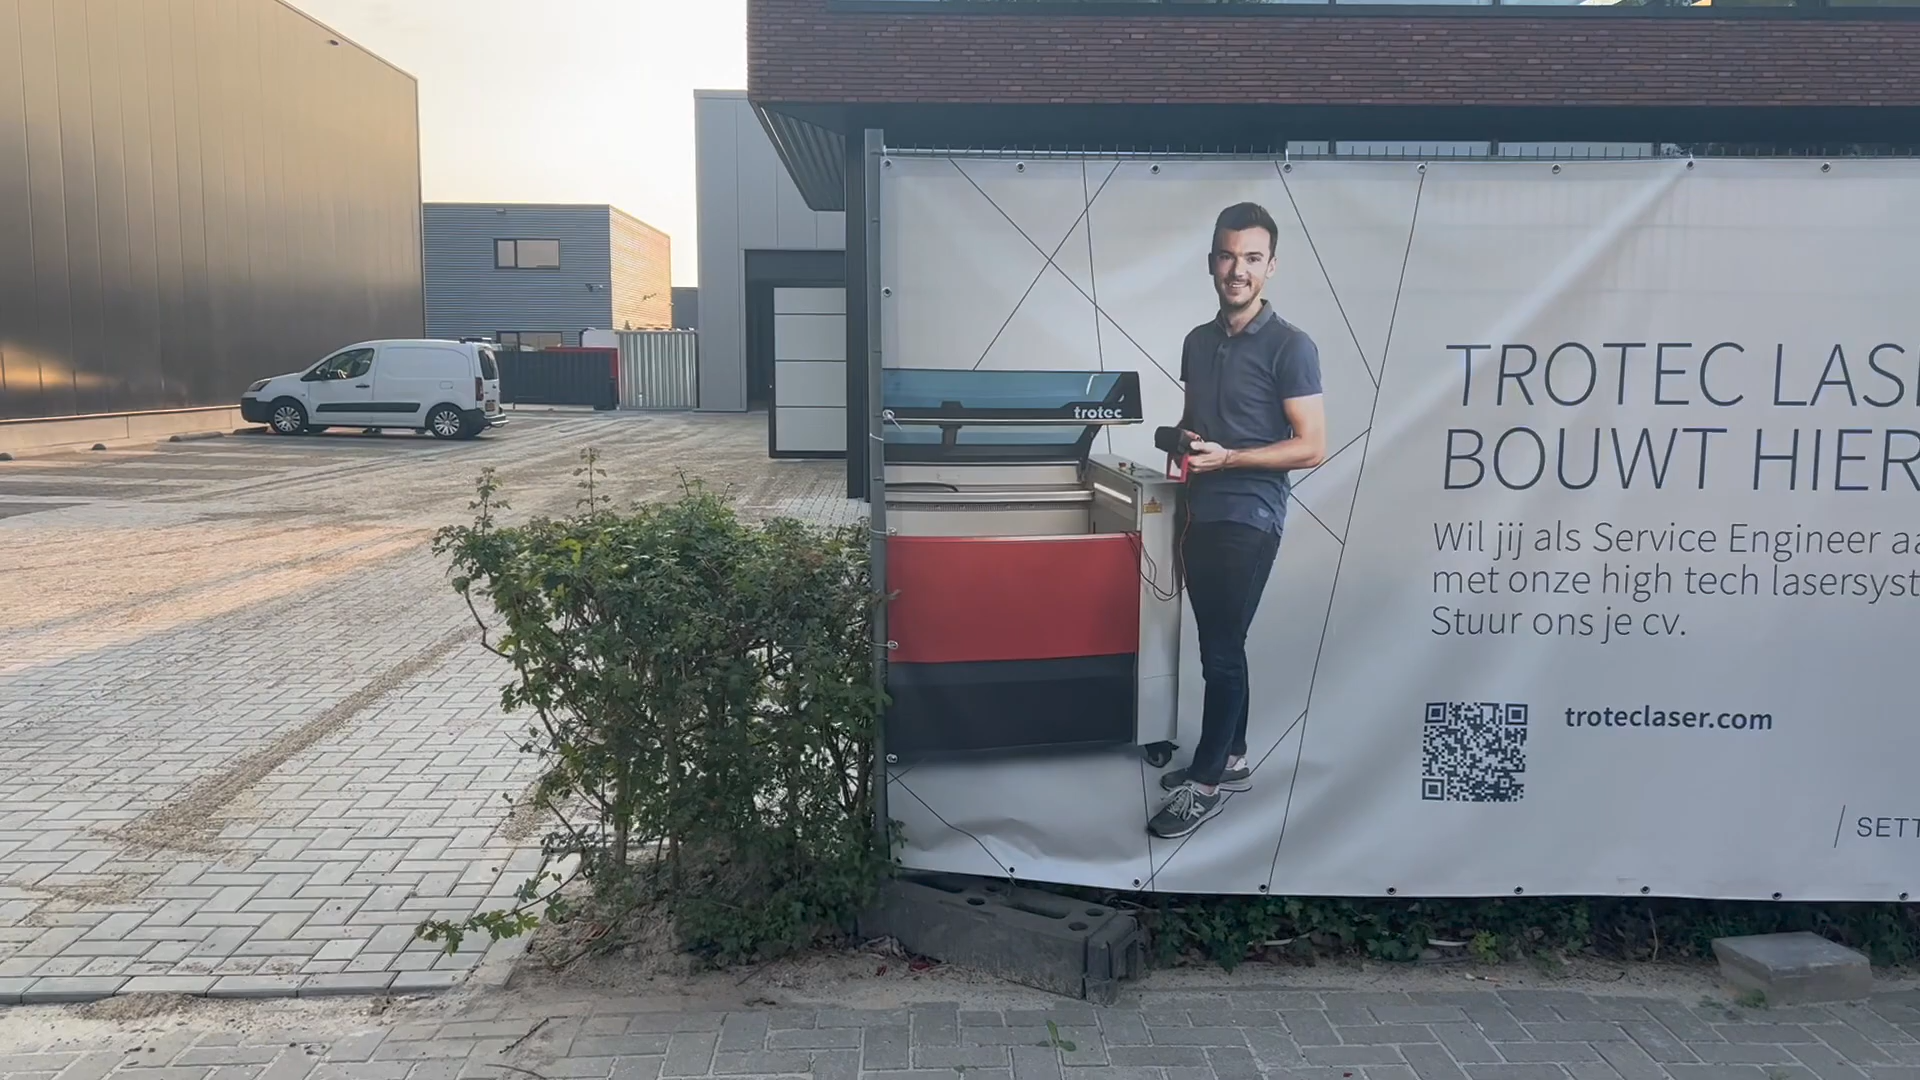 trotec
TROTEC LAS
BOUWT HIER
Wil jij als Service Engineer aa
met onze high tech lasersyst
Stuur ons je cv.
troteclaser.com
SETT